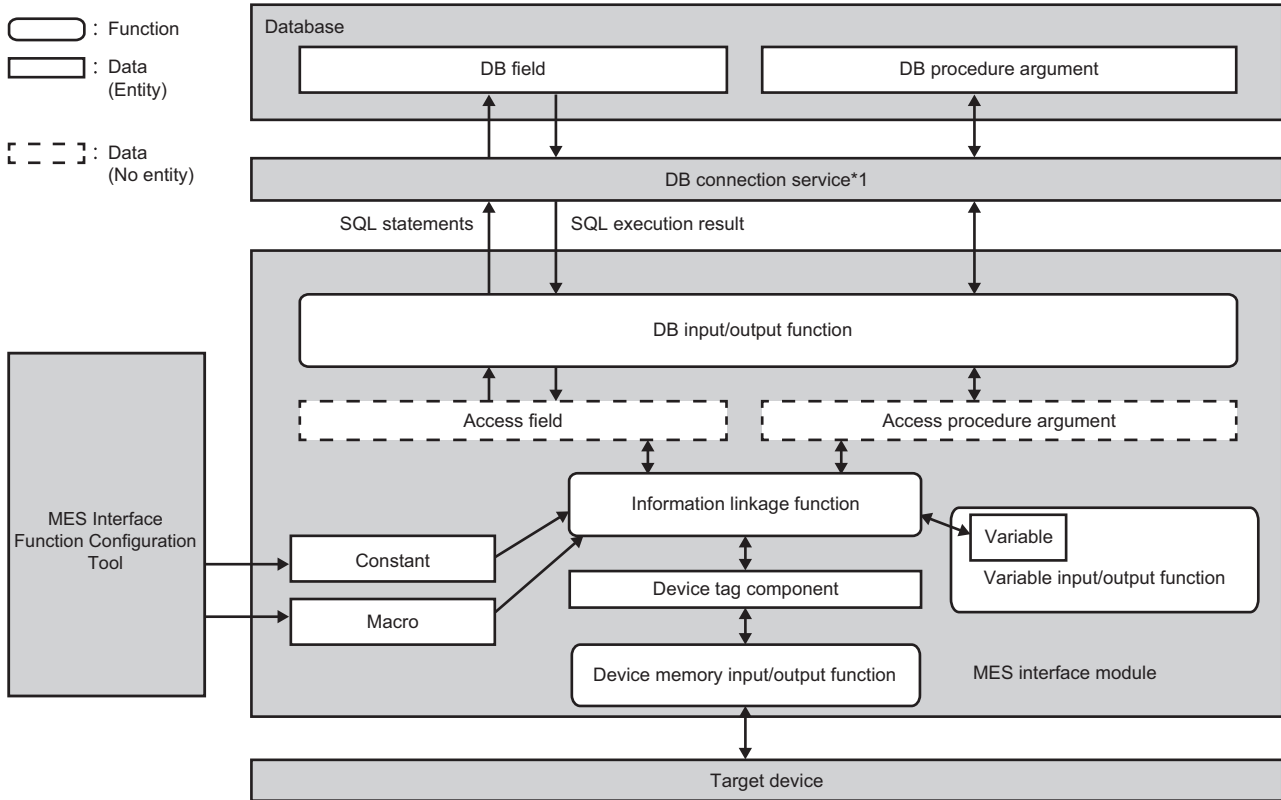 : Function
: Data
(Entity)
: Data
(No entity)
Database
DB field
DB procedure argument
DB connection service*1
SQL statements
SQL execution result
DB input/output function
Access field
Access procedure argument
MES Interface
Function Configuration
Tool
Information linkage function
Constant
Macro
Variable
Variable input/output function
Device tag component
Device memory input/output function
MES interface module
Target device